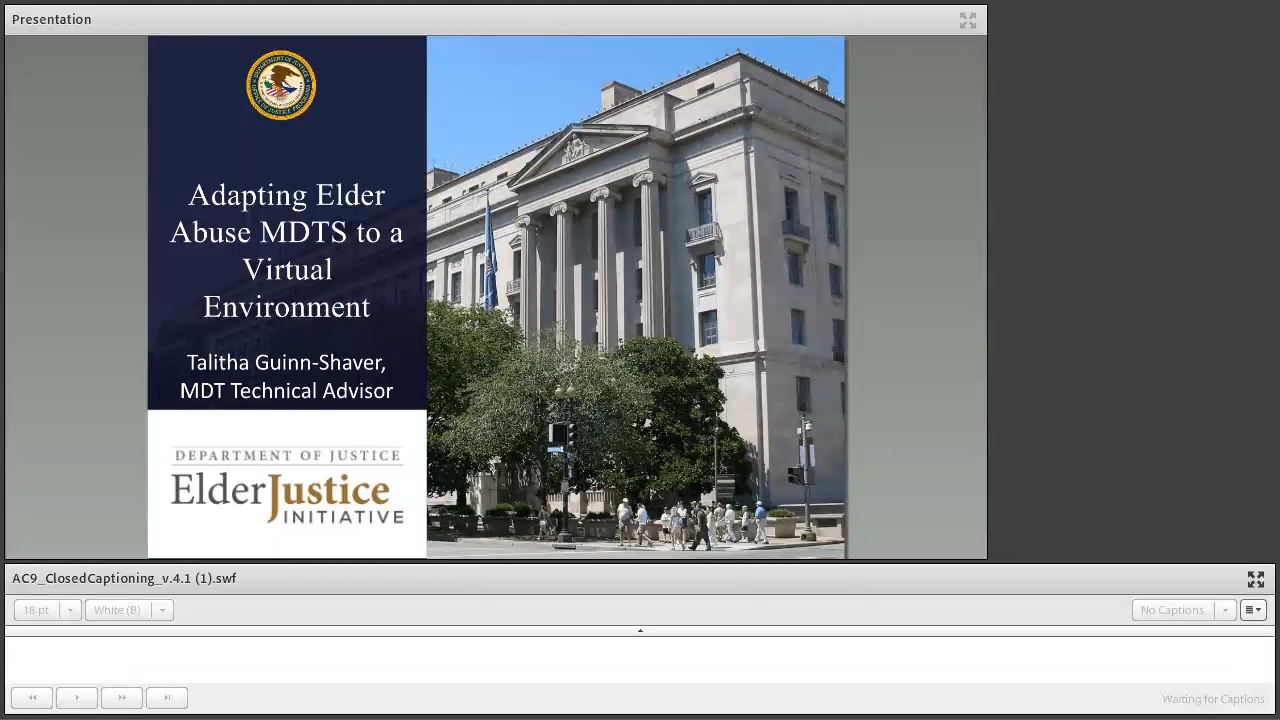 Presentation
Adapting Elder
Abuse MDTS to a
Virtual
Environment
Talitha Guinn-Shaver,
MDT Technical Advisor
DEPARTMENT OF JUSTICE
ElderJustice
INITIATIVE
AC9_ClosedCaptioning_v.4.1 (1).swf
18 pt
White (B)
No Captions
Waiting for Captions